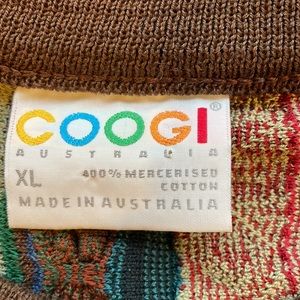 COOGI®
AUSTRALIA
XL 100% MERCERISED
COTTON
MADE IN AUSTRALIA